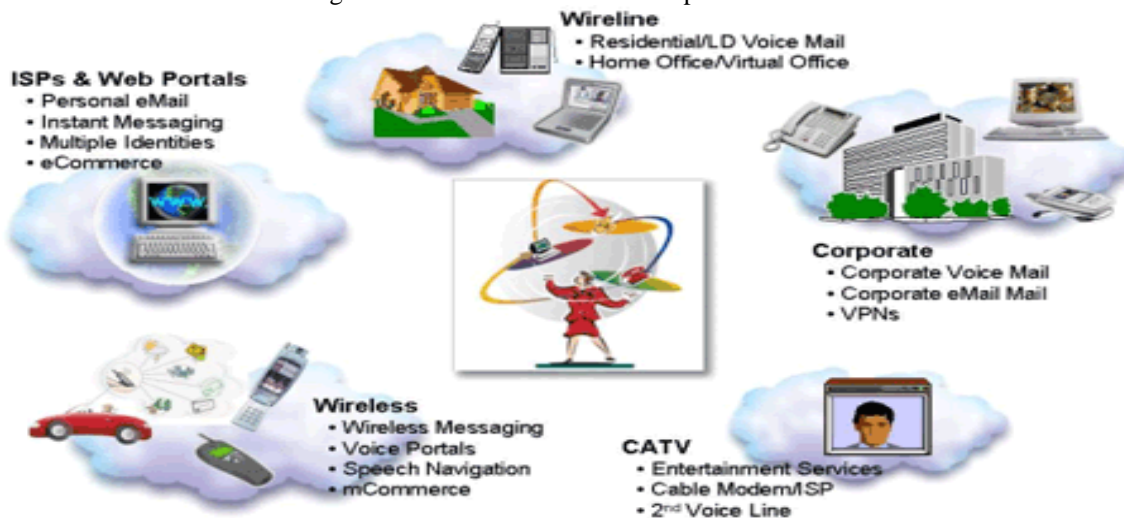 Wireline
• Residential/LD Voice Mail
• Home Office/Virtual Office
ISPs & Web Portals
• Personal eMail
• Instant Messaging
• Multiple Identities
• eCommerce
WWW
Corporate
• Corporate Voice Mail
• Corporate eMail Mail
• VPNs
Wireless
• Wireless Messaging
• Voice Portals
• Speech Navigation
• mCommerce
CATV
• Entertainment Services
• Cable Modem/ISP
• 2nd Voice Line